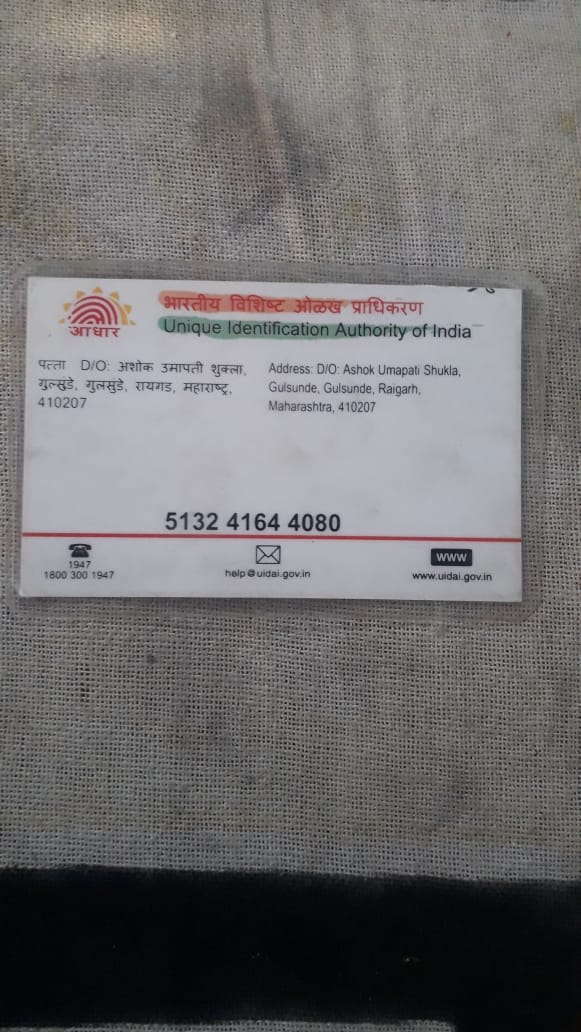 भारतीय विशिष्ट ओळख प्राधिकरण
Unique Identification Authority of India
आधार
पत्ता D/O: अशोक उमापती शुक्ला,
गुल्सुंडे, गुलसुंडे, रायगड, महाराष्ट्र,
410207
Address: D/O: Ashok Umapati Shukla,
Gulsunde, Gulsunde, Raigarh,
Maharashtra, 410207
5132 4164 4080
1947
1800 300 1947
help@uidai.gov.in
www
www.uidai.gov.in